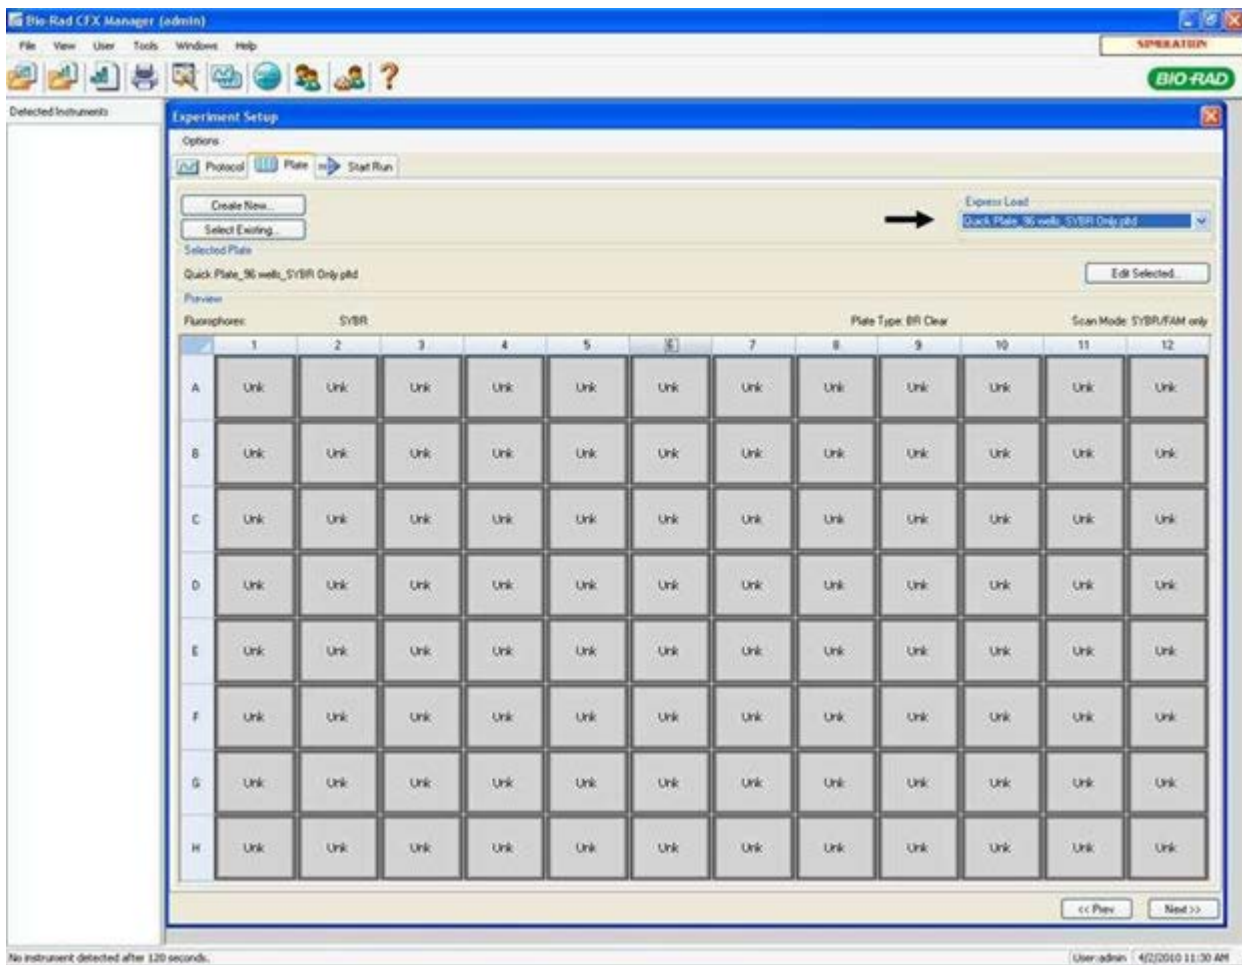 Bio-Rad CFX Manager (admin)
File View User Tools Windows Help
SIMULATION
BIO-RAD
Detected Instruments
Experiment Setup
Options
Protocol Plate Start Run
Create New...
Express Load
Quick Plate_96 wells_SYBR Only.pltd
Select Existing...
Selected Plate
Quick Plate_96 wells_SYBR Only.pltd
Edit Selected...
Preview
Fluorophores: SYBR Plate Type: BR Clear Scan Mode: SYBR/FAM only
1 2 3 4 5 6 7 8 9 10 11 12
A Unk Unk Unk Unk Unk Unk Unk Unk Unk Unk Unk Unk
B Unk Unk Unk Unk Unk Unk Unk Unk Unk Unk Unk Unk
C Unk Unk Unk Unk Unk Unk Unk Unk Unk Unk Unk Unk
D Unk Unk Unk Unk Unk Unk Unk Unk Unk Unk Unk Unk
E Unk Unk Unk Unk Unk Unk Unk Unk Unk Unk Unk Unk
F Unk Unk Unk Unk Unk Unk Unk Unk Unk Unk Unk Unk
G Unk Unk Unk Unk Unk Unk Unk Unk Unk Unk Unk Unk
H Unk Unk Unk Unk Unk Unk Unk Unk Unk Unk Unk Unk
<< Prev Next >>
No instrument detected after 120 seconds. User: admin 4/2/2010 11:30 AM